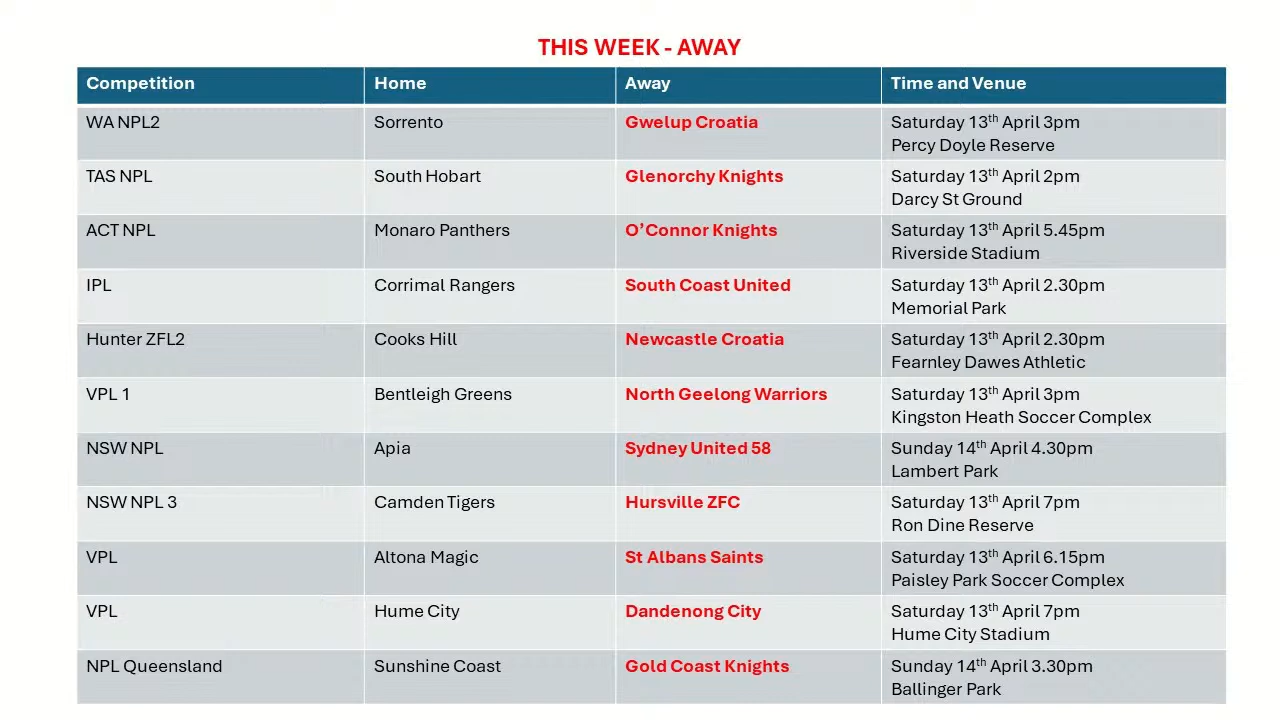 THIS WEEK - AWAY
Competition Home Away Time and Venue
WA NPL2 Sorrento Gwelup Croatia Saturday 13th April 3pm
Percy Doyle Reserve
TAS NPL South Hobart Glenorchy Knights Saturday 13th April 2pm
Darcy St Ground
ACT NPL Monaro Panthers O’Connor Knights Saturday 13th April 5.45pm
Riverside Stadium
IPL Corrimal Rangers South Coast United Saturday 13th April 2.30pm
Memorial Park
Hunter ZFL2 Cooks Hill Newcastle Croatia Saturday 13th April 2.30pm
Fearnley Dawes Athletic
VPL 1 Bentleigh Greens North Geelong Warriors Saturday 13th April 3pm
Kingston Heath Soccer Complex
NSW NPL Apia Sydney United 58 Sunday 14th April 4.30pm
Lambert Park
NSW NPL 3 Camden Tigers Hursville ZFC Saturday 13th April 7pm
Ron Dine Reserve
VPL Altona Magic St Albans Saints Saturday 13th April 6.15pm
Paisley Park Soccer Complex
VPL Hume City Dandenong City Saturday 13th April 7pm
Hume City Stadium
NPL Queensland Sunshine Coast Gold Coast Knights Sunday 14th April 3.30pm
Ballinger Park